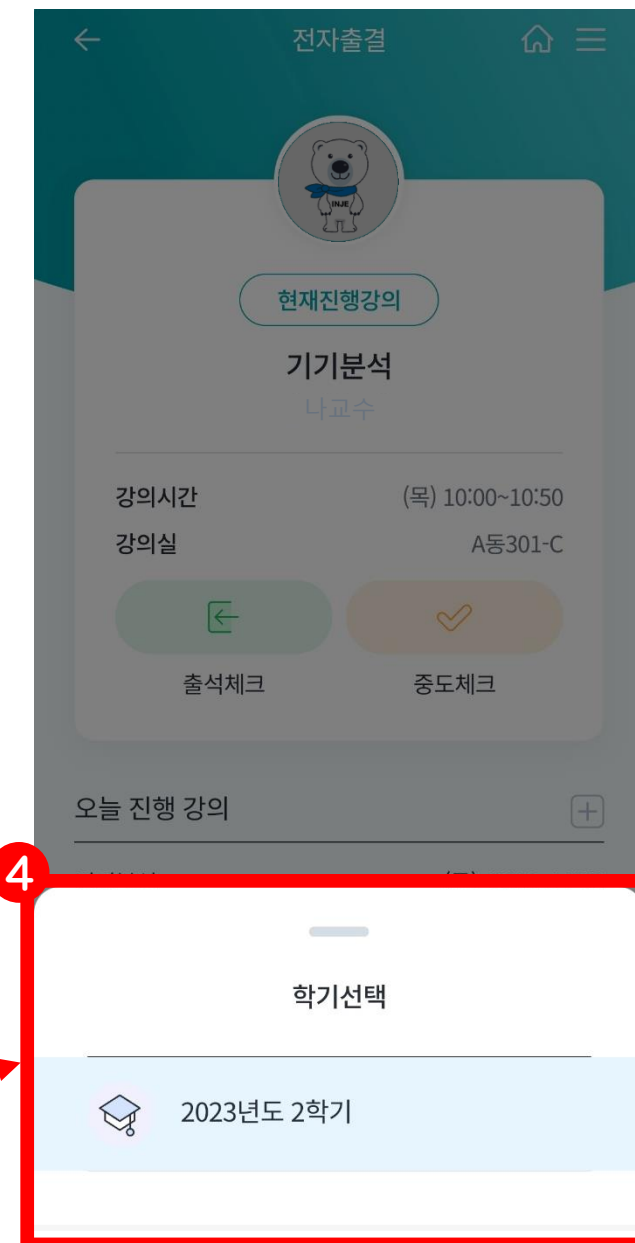 전자출결
INJE
현재진행강의
기기분석
나교수
강의시간 (목) 10:00~10:50
강의실 A동301-C
출석체크 중도체크
오늘 진행 강의
4
학기선택
2023년도 2학기